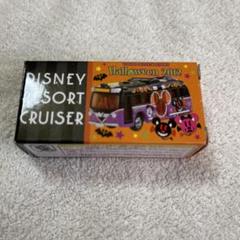 DISNEY
RESORT
CRUISER
Halloween 2012